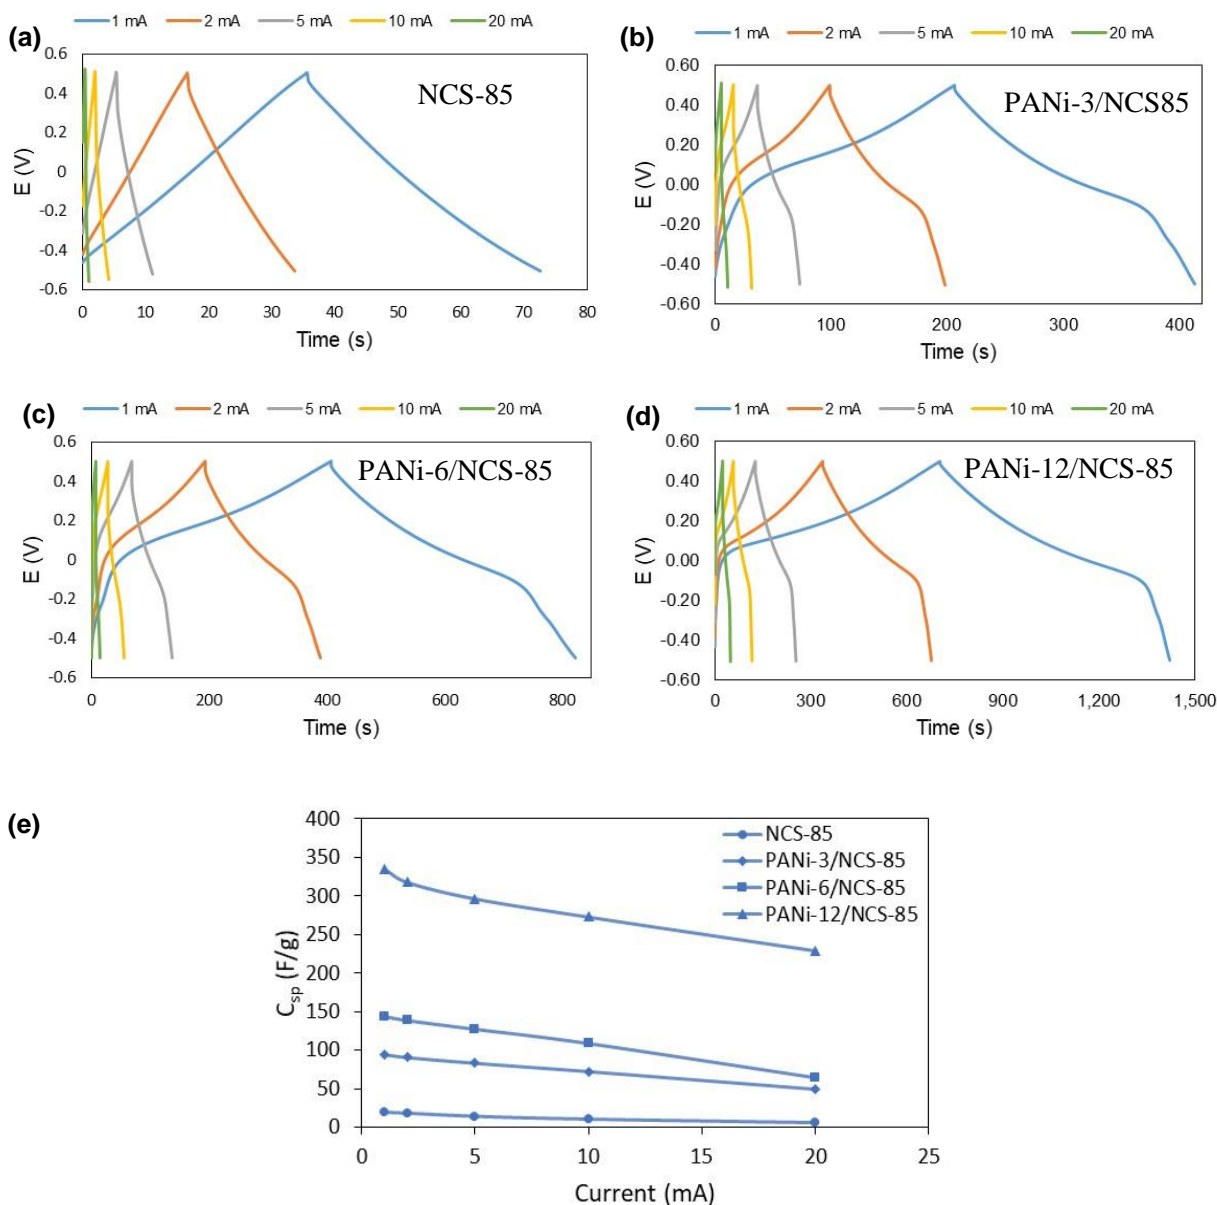 (a)
1 mA 2 mA 5 mA 10 mA 20 mA
NCS-85
E (V)
0.6
0.4
0.2
0
-0.2
-0.4
-0.6
0 10 20 30 40 50 60 70 80
Time (s)
(b)
1 mA 2 mA 5 mA 10 mA 20 mA
PANi-3/NCS85
E (V)
0.60
0.40
0.20
0.00
-0.20
-0.40
-0.60
0 100 200 300 400
Time (s)
(c)
1 mA 2 mA 5 mA 10 mA 20 mA
PANi-6/NCS-85
E (V)
0.6
0.4
0.2
0
-0.2
-0.4
-0.6
0 200 400 600 800
Time (s)
(d)
1 mA 2 mA 5 mA 10 mA 20 mA
PANi-12/NCS-85
E (V)
0.60
0.40
0.20
0.00
-0.20
-0.40
-0.60
0 300 600 900 1,200 1,500
Time (s)
(e)
NCS-85
PANi-3/NCS-85
PANi-6/NCS-85
PANi-12/NCS-85
Csp (F/g)
400
350
300
250
200
150
100
50
0
0 5 10 15 20 25
Current (mA)